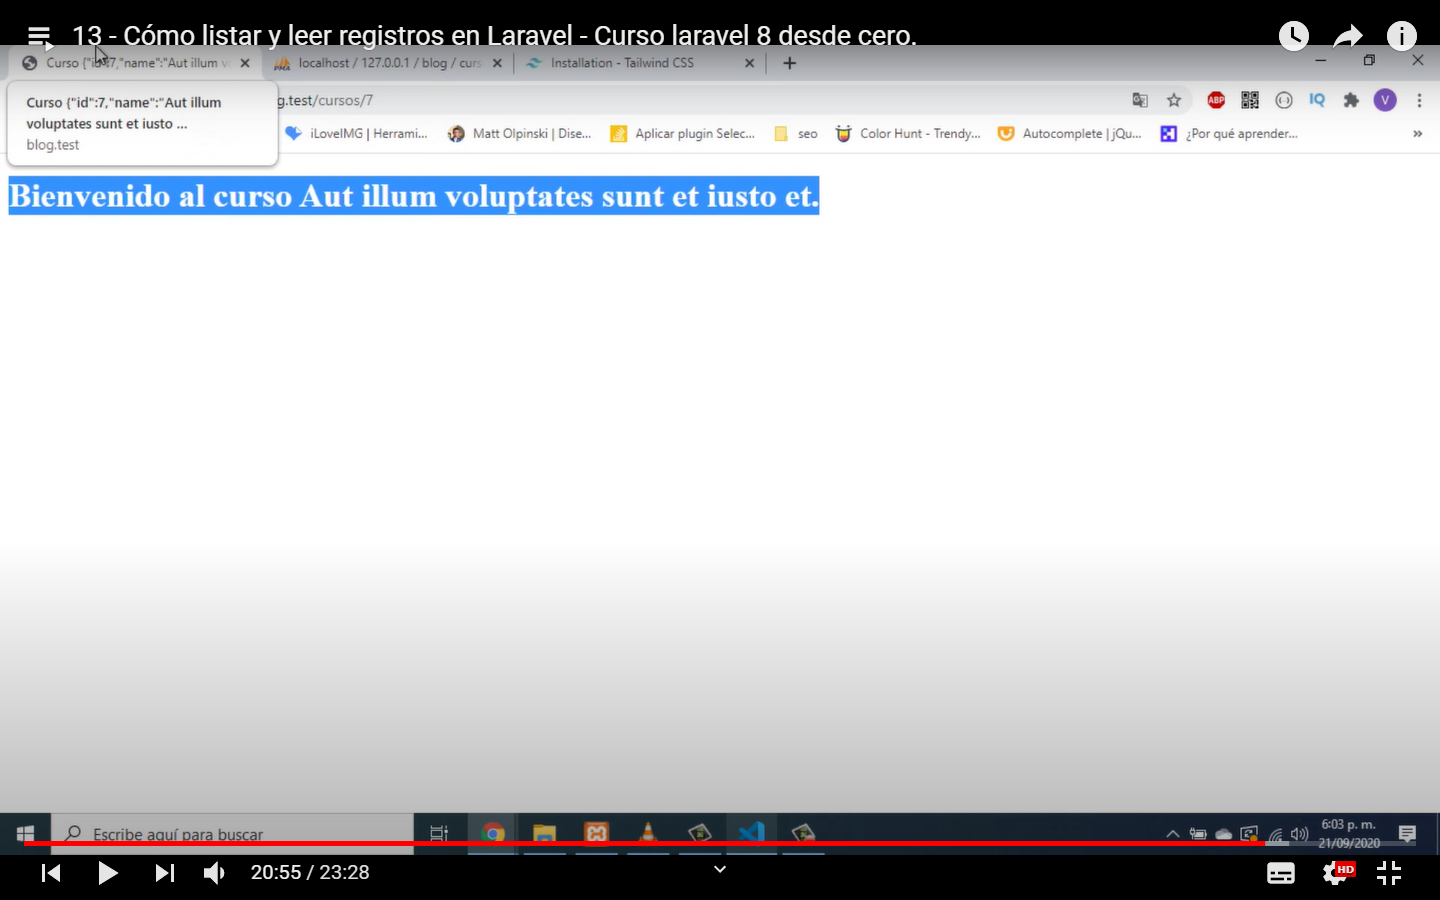 13 - Cómo listar y leer registros en Laravel - Curso laravel 8 desde cero.
Curso {"id":7,"name":"Aut illum v
localhost / 127.0.0.1 / blog / curs
Installation - Tailwind CSS
Curso {"id":7,"name":"Aut illum
voluptates sunt et iusto ...
blog.test
g.test/cursos/7
ABP
IQ
V
iLoveIMG | Herrami...
Matt Olpinski | Dise...
Aplicar plugin Selec...
seo
Color Hunt - Trendy...
Autocomplete | jQu...
¿Por qué aprender...
»
Bienvenido al curso Aut illum voluptates sunt et iusto et.
Escribe aquí para buscar
6:03 p. m.
21/09/2020
20:55 / 23:28
HD